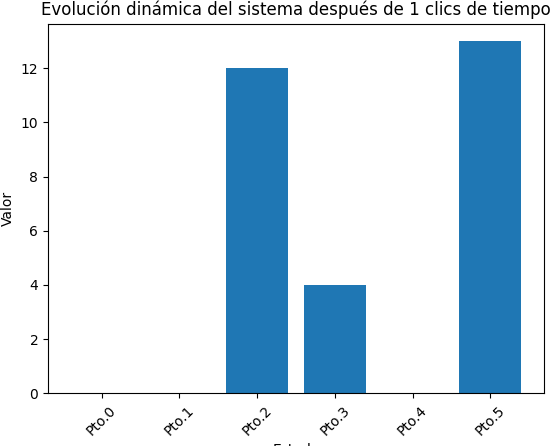 Evolución dinámica del sistema después de 1 clics de tiempo
12
10
8
6
4
2
0
Valor
Pto.0 Pto.1 Pto.2 Pto.3 Pto.4 Pto.5